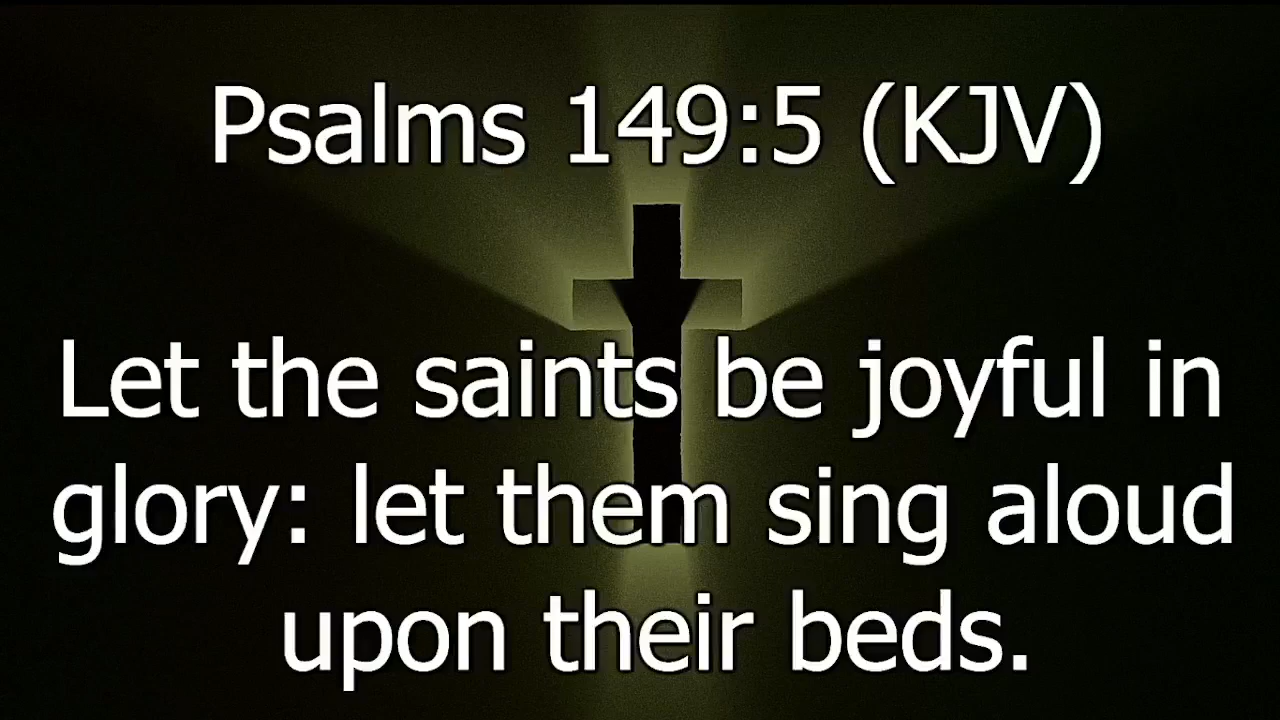 Psalms 149:5 (KJV)
Let the saints be joyful in
glory: let them sing aloud
upon their beds.